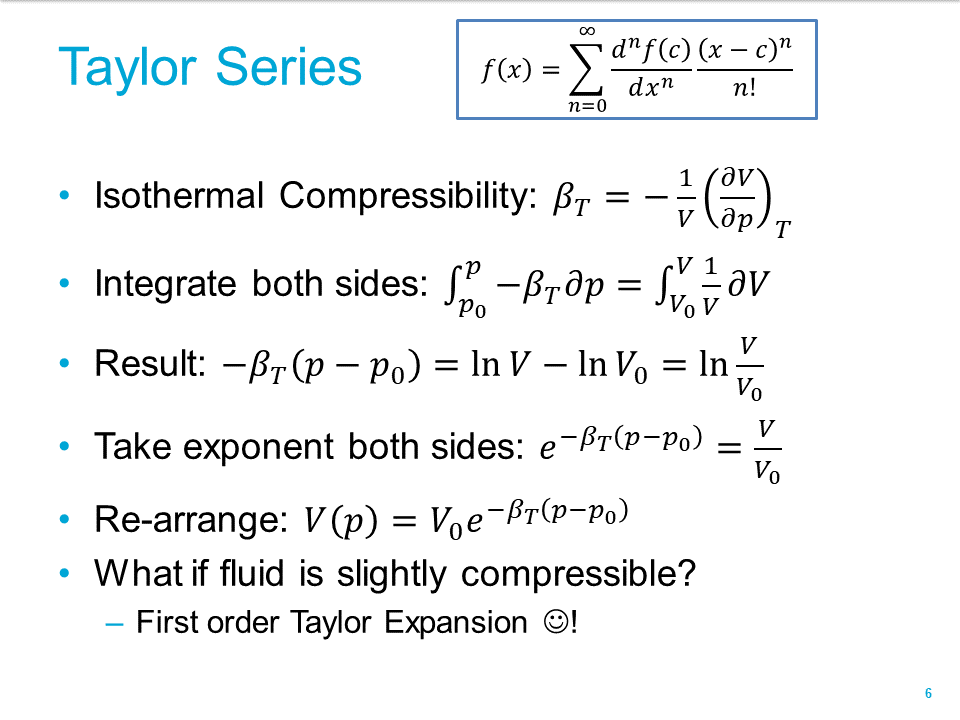 Taylor Series
$f(x) = \sum_{n=0}^{\infty} \frac{d^n f(c)}{dx^n} \frac{(x-c)^n}{n!}$
• Isothermal Compressibility: $\beta_T = -\frac{1}{V}\left(\frac{\partial V}{\partial p}\right)_T$
• Integrate both sides: $\int_{p_0}^{p} -\beta_T \partial p = \int_{V_0}^{V} \frac{1}{V} \partial V$
• Result: $-\beta_T(p - p_0) = \ln V - \ln V_0 = \ln \frac{V}{V_0}$
• Take exponent both sides: $e^{-\beta_T(p-p_0)} = \frac{V}{V_0}$
• Re-arrange: $V(p) = V_0 e^{-\beta_T(p-p_0)}$
• What if fluid is slightly compressible?
– First order Taylor Expansion ☺!
6